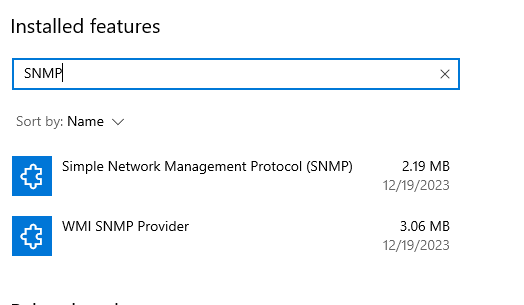 Installed features
SNMP
Sort by: Name
Simple Network Management Protocol (SNMP) 2.19 MB
12/19/2023
WMI SNMP Provider 3.06 MB
12/19/2023